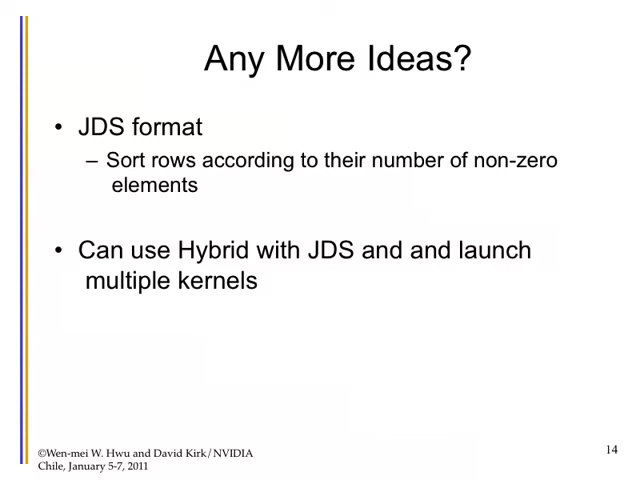 Any More Ideas?
• JDS format
– Sort rows according to their number of non-zero
elements
• Can use Hybrid with JDS and and launch
multiple kernels
©Wen-mei W. Hwu and David Kirk/NVIDIA
Chile, January 5-7, 2011
14